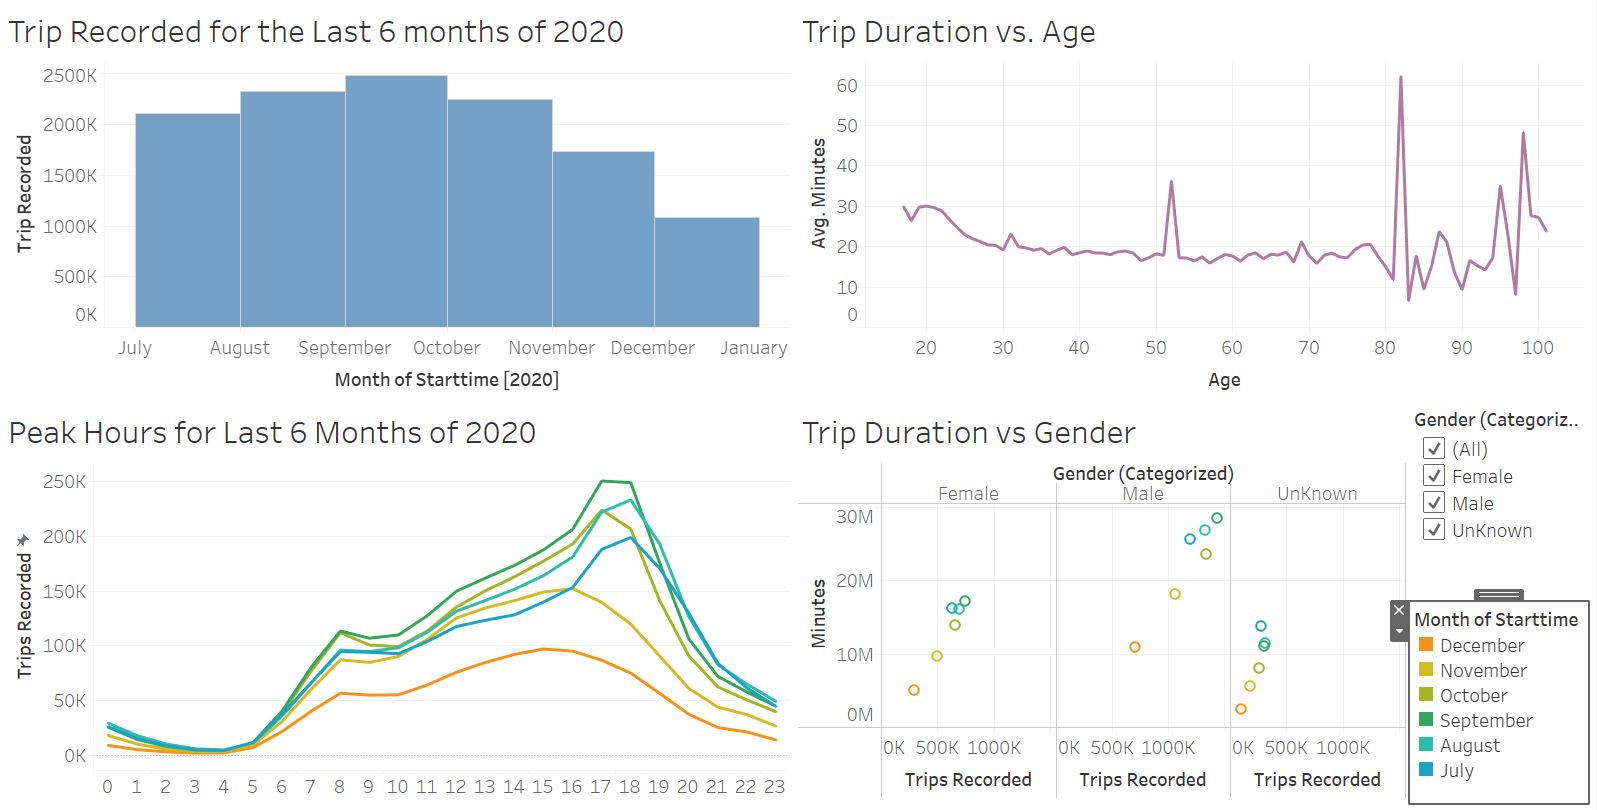 Trip Recorded for the Last 6 months of 2020
2500K
2000K
1500K
1000K
500K
0K
Trip Recorded
July August September October November December January
Month of Starttime [2020]
Trip Duration vs. Age
60
50
40
30
20
10
0
Avg. Minutes
20 30 40 50 60 70 80 90 100
Age
Peak Hours for Last 6 Months of 2020
250K
200K
150K
100K
50K
0K
Trips Recorded
0 1 2 3 4 5 6 7 8 9 10 11 12 13 14 15 16 17 18 19 20 21 22 23
Trip Duration vs Gender
Gender (Categorized)
Female Male UnKnown
30M
20M
10M
0M
Minutes
0K 500K 1000K 0K 500K 1000K 0K 500K 1000K
Trips Recorded Trips Recorded Trips Recorded
Gender (Categoriz..
(All)
Female
Male
UnKnown
Month of Starttime
December
November
October
September
August
July